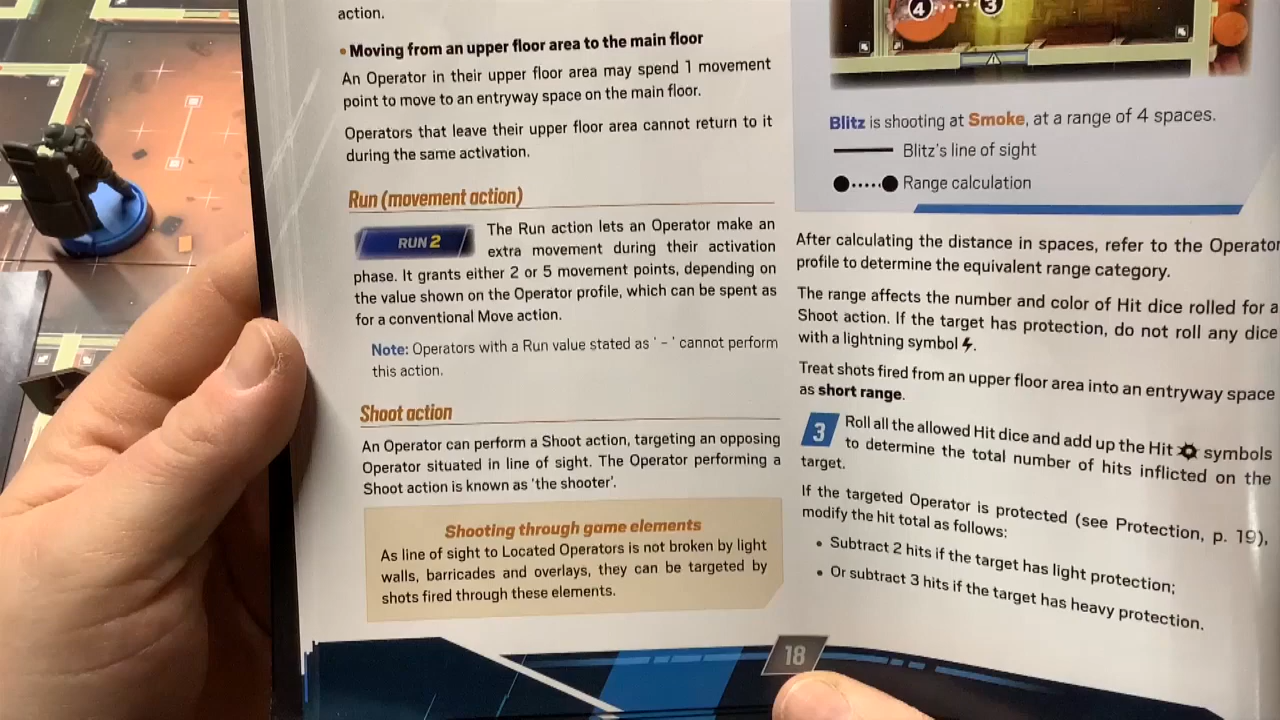 action.
• Moving from an upper floor area to the main floor
An Operator in their upper floor area may spend 1 movement
point to move to an entryway space on the main floor.
Operators that leave their upper floor area cannot return to it
during the same activation.
Run (movement action)
RUN 2
The Run action lets an Operator make an
extra movement during their activation
phase. It grants either 2 or 5 movement points, depending on
the value shown on the Operator profile, which can be spent as
for a conventional Move action.
Note: Operators with a Run value stated as ' - ' cannot perform
this action.
Shoot action
An Operator can perform a Shoot action, targeting an opposing
Operator situated in line of sight. The Operator performing a
Shoot action is known as 'the shooter'.
Shooting through game elements
As line of sight to Located Operators is not broken by light
walls, barricades and overlays, they can be targeted by
shots fired through these elements.
4 3
Blitz is shooting at Smoke, at a range of 4 spaces.
Blitz's line of sight
Range calculation
After calculating the distance in spaces, refer to the Operator
profile to determine the equivalent range category.
The range affects the number and color of Hit dice rolled for a
Shoot action. If the target has protection, do not roll any dice
with a lightning symbol.
Treat shots fired from an upper floor area into an entryway space
as short range.
3
Roll all the allowed Hit dice and add up the Hit symbols
to determine the total number of hits inflicted on the
target.
If the targeted Operator is protected (see Protection, p. 19),
modify the hit total as follows:
• Subtract 2 hits if the target has light protection;
• Or subtract 3 hits if the target has heavy protection.
18